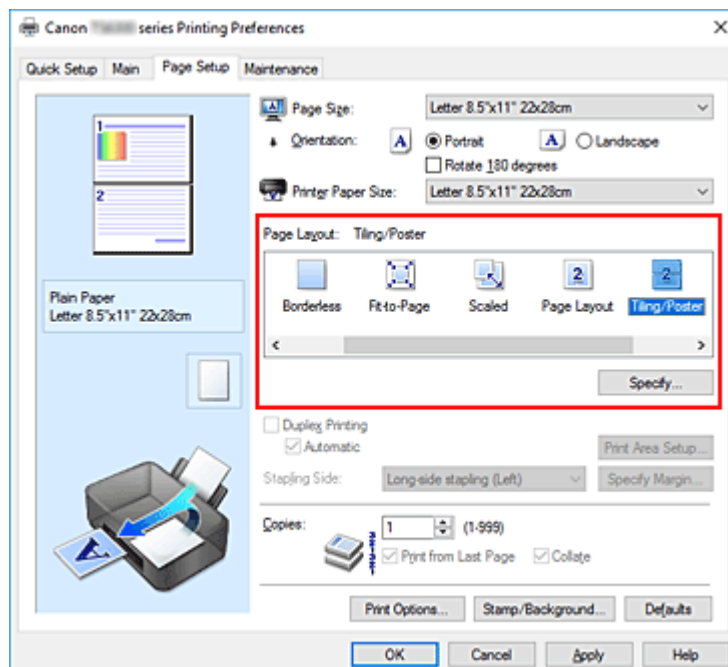 Canon series Printing Preferences
Quick Setup Main Page Setup Maintenance
1
2
Plain Paper
Letter 8.5"x11" 22x28cm
A
Page Size: Letter 8.5"x11" 22x28cm
Orientation: A Portrait A Landscape
Rotate 180 degrees
Printer Paper Size: Letter 8.5"x11" 22x28cm
Page Layout: Tiling/Poster
2 2
Borderless Fit-to-Page Scaled Page Layout Tiling/Poster
Specify...
Duplex Printing
Automatic Print Area Setup...
Stapling Side: Long-side stapling (Left) Specify Margin...
Copies: 1 (1-999)
Print from Last Page Collate
Print Options... Stamp/Background... Defaults
OK Cancel Apply Help